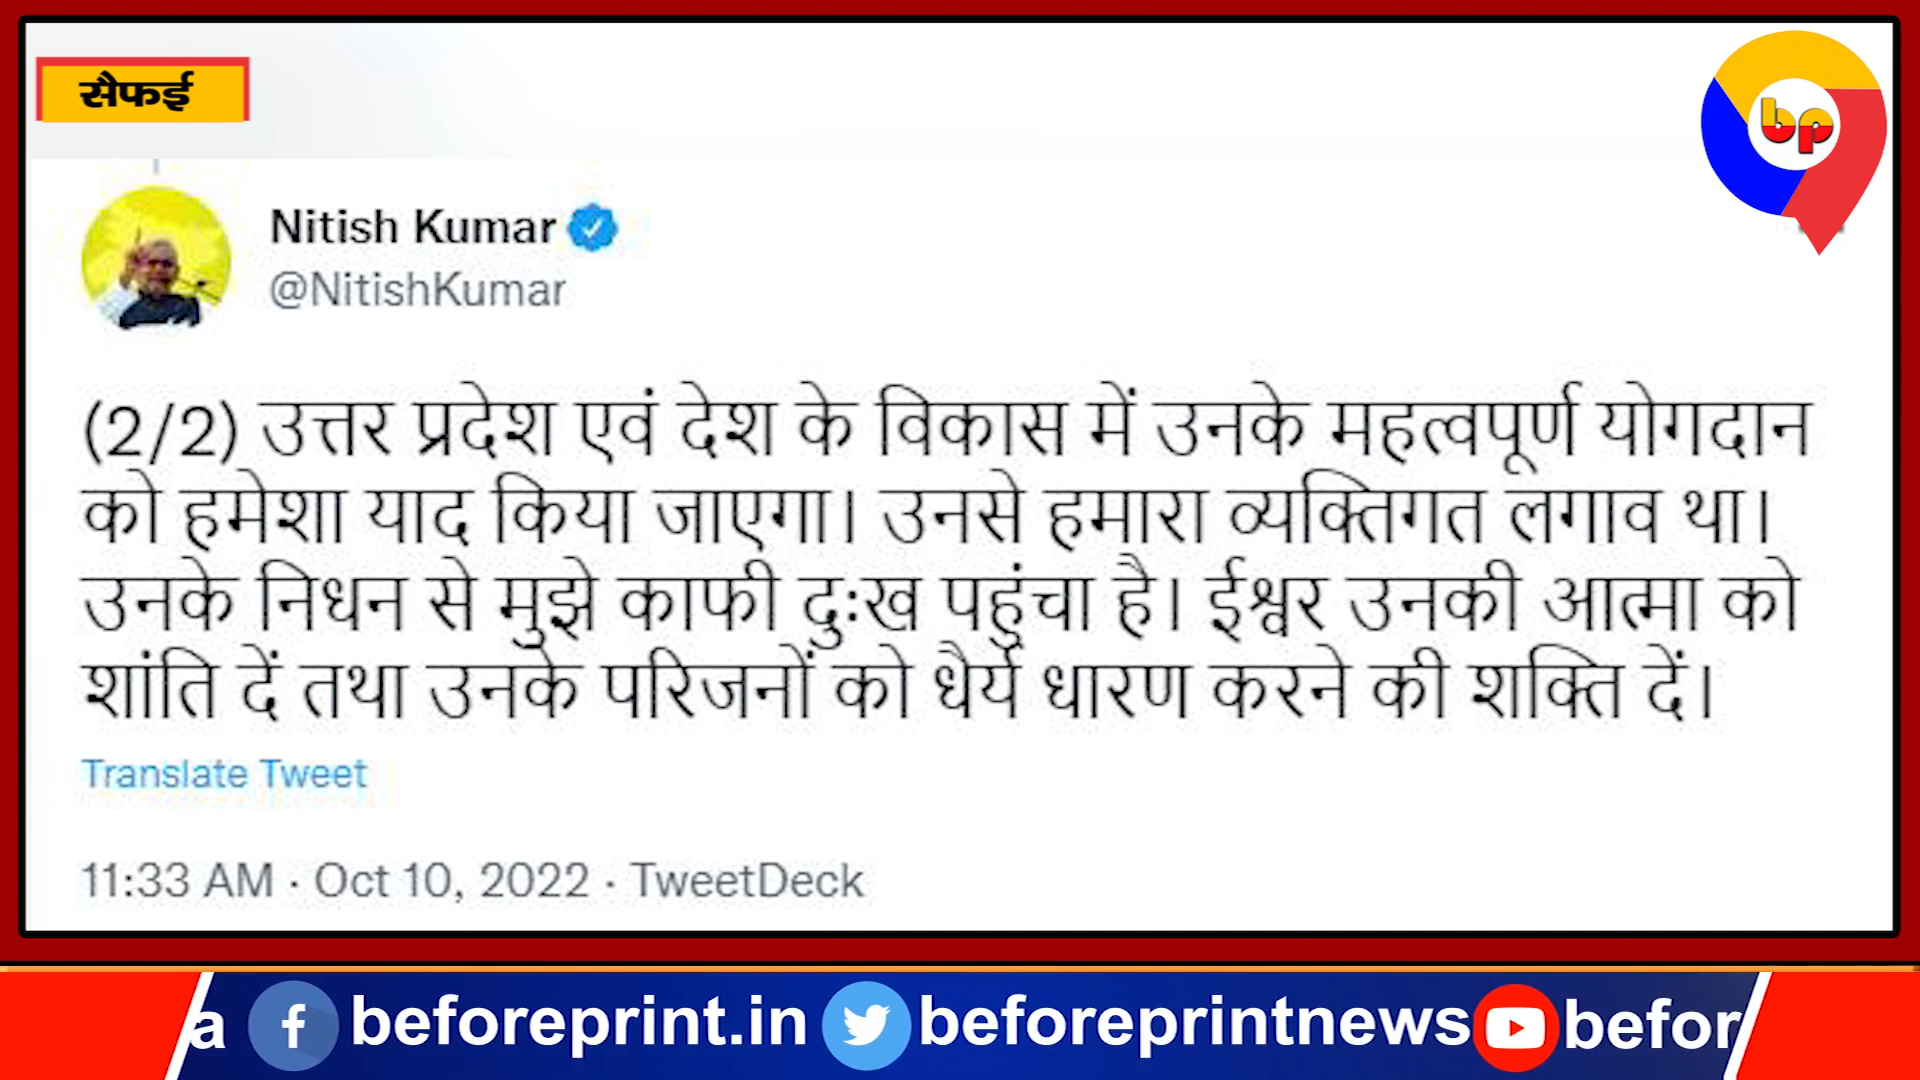 सैफई
bp
Nitish Kumar
@NitishKumar
(2/2) उत्तर प्रदेश एवं देश के विकास में उनके महत्वपूर्ण योगदान
को हमेशा याद किया जाएगा। उनसे हमारा व्यक्तिगत लगाव था।
उनके निधन से मुझे काफी दुःख पहुंचा है। ईश्वर उनकी आत्मा को
शांति दें तथा उनके परिजनों को धैर्य धारण करने की शक्ति दें।
Translate Tweet
11:33 AM · Oct 10, 2022 · TweetDeck
a beforeprint.in beforeprintnews befor